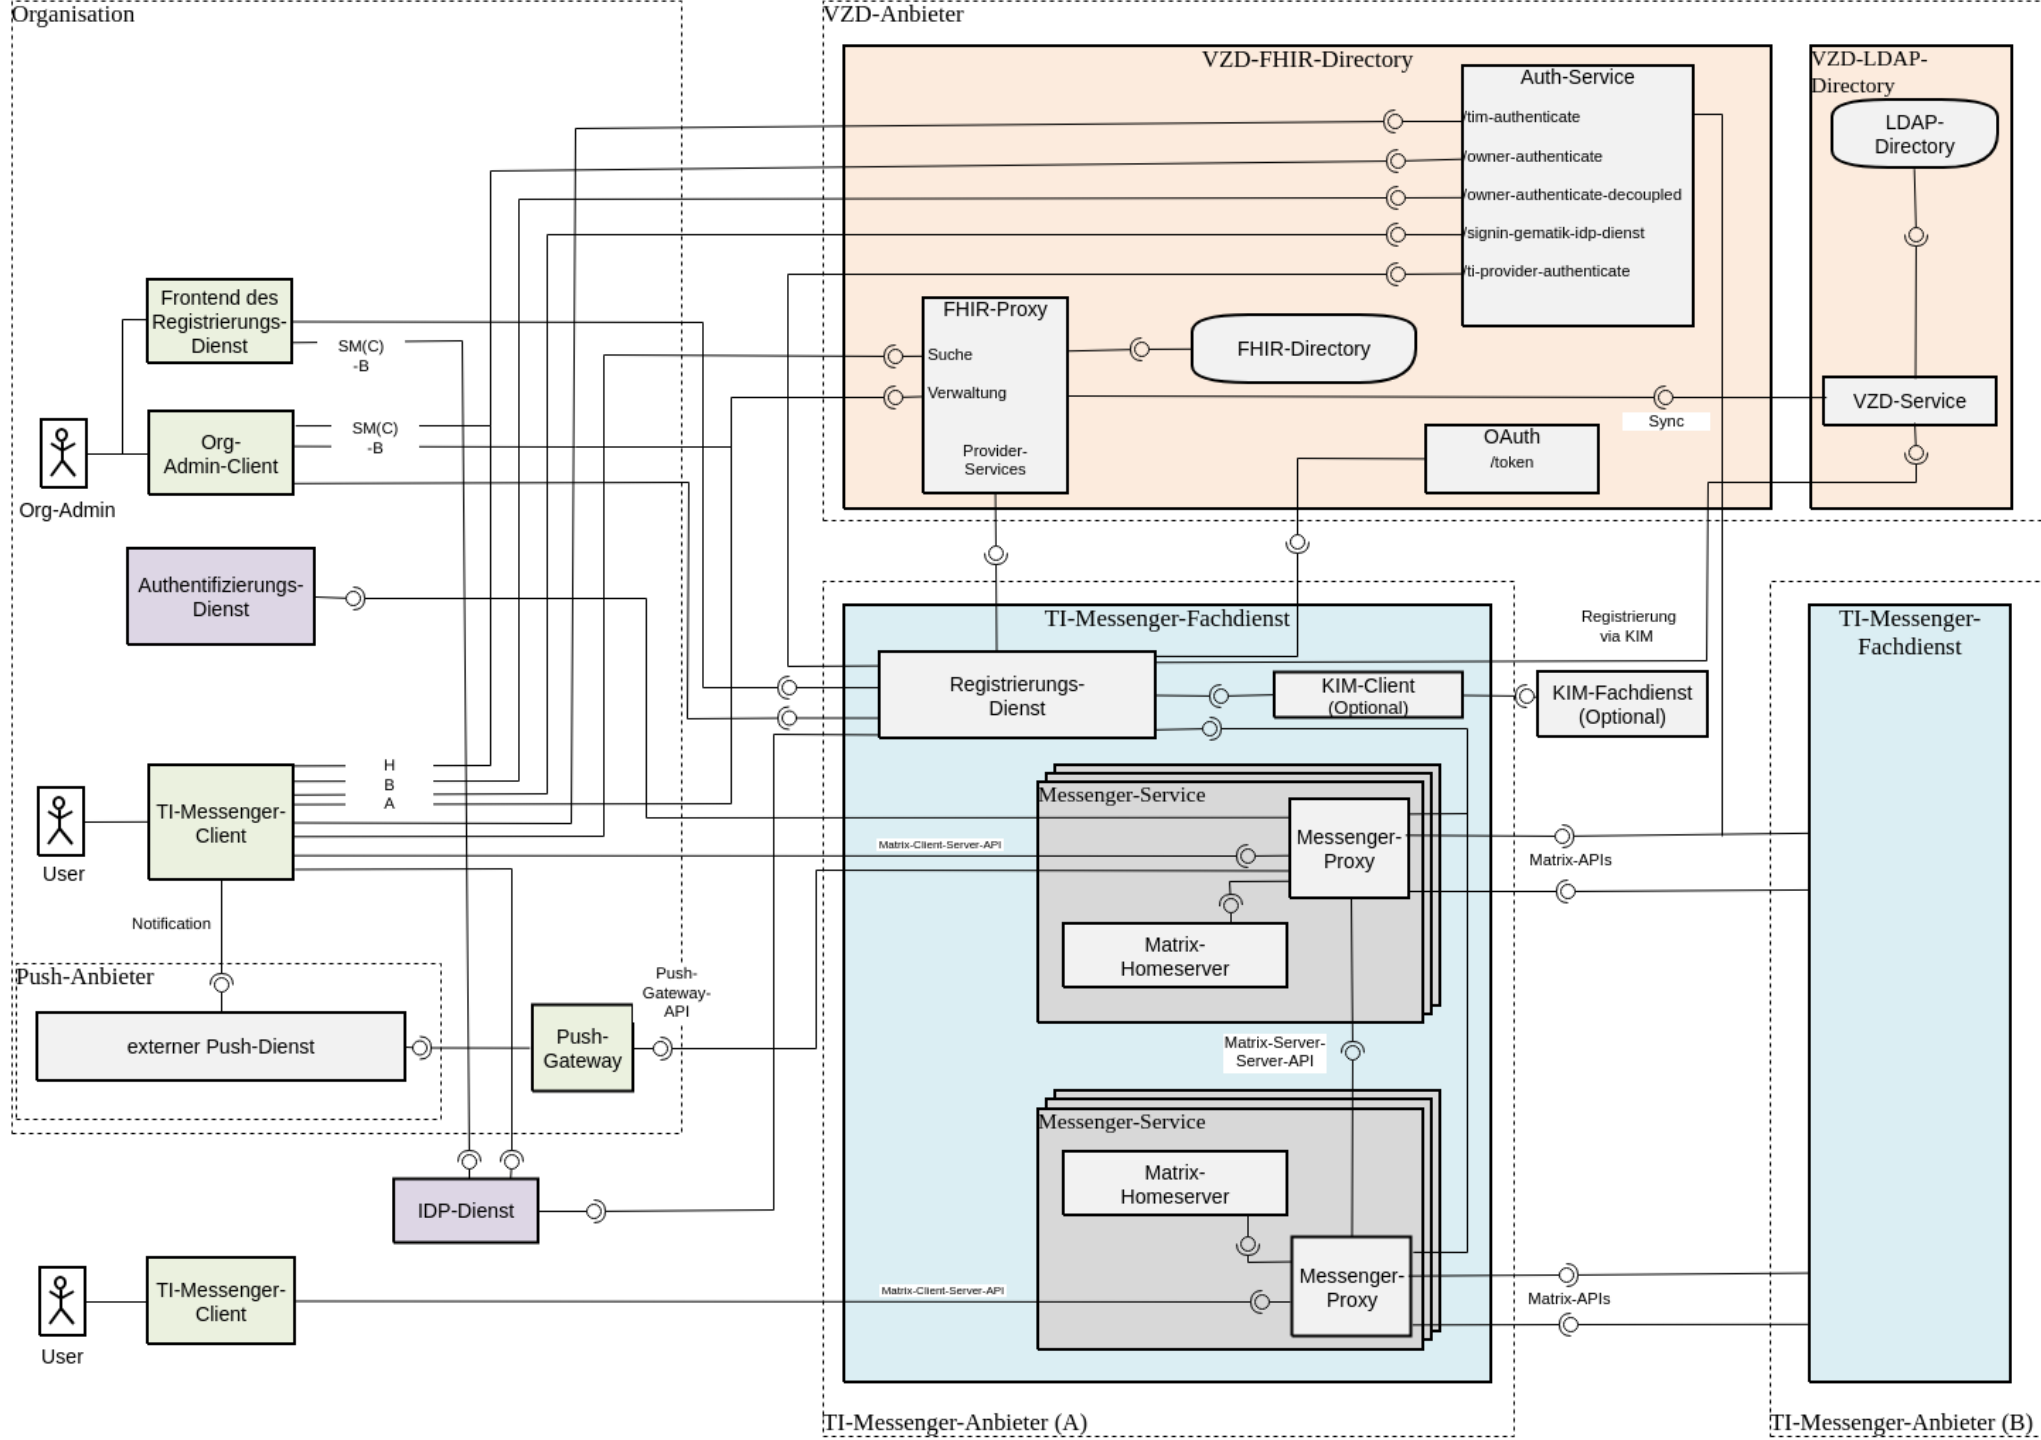 Organisation
VZD-Anbieter
VZD-FHIR-Directory
Auth-Service
/tim-authenticate
/owner-authenticate
/owner-authenticate-decoupled
/signin-gematik-idp-dienst
/ti-provider-authenticate
VZD-LDAP-
Directory
LDAP-
Directory
Frontend des
Registrierungs-
Dienst
SM(C)
-B
FHIR-Proxy
Suche
Verwaltung
Provider-
Services
FHIR-Directory
Sync
VZD-Service
OAuth
/token
Org-
Admin-Client
SM(C)
-B
Org-Admin
Authentifizierungs-
Dienst
TI-Messenger-Fachdienst
Registrierung
via KIM
TI-Messenger-
Fachdienst
Registrierungs-
Dienst
KIM-Client
(Optional)
KIM-Fachdienst
(Optional)
TI-Messenger-
Client
H
B
A
User
Messenger-Service
Messenger-
Proxy
Matrix-Client-Server-API
Matrix-APIs
Matrix-
Homeserver
Notification
Push-Anbieter
externer Push-Dienst
Push-
Gateway
Push-
Gateway-
API
Matrix-Server-
Server-API
Messenger-Service
Matrix-
Homeserver
Messenger-
Proxy
IDP-Dienst
TI-Messenger-
Client
Matrix-Client-Server-API
Matrix-APIs
User
TI-Messenger-Anbieter (A)
TI-Messenger-Anbieter (B)